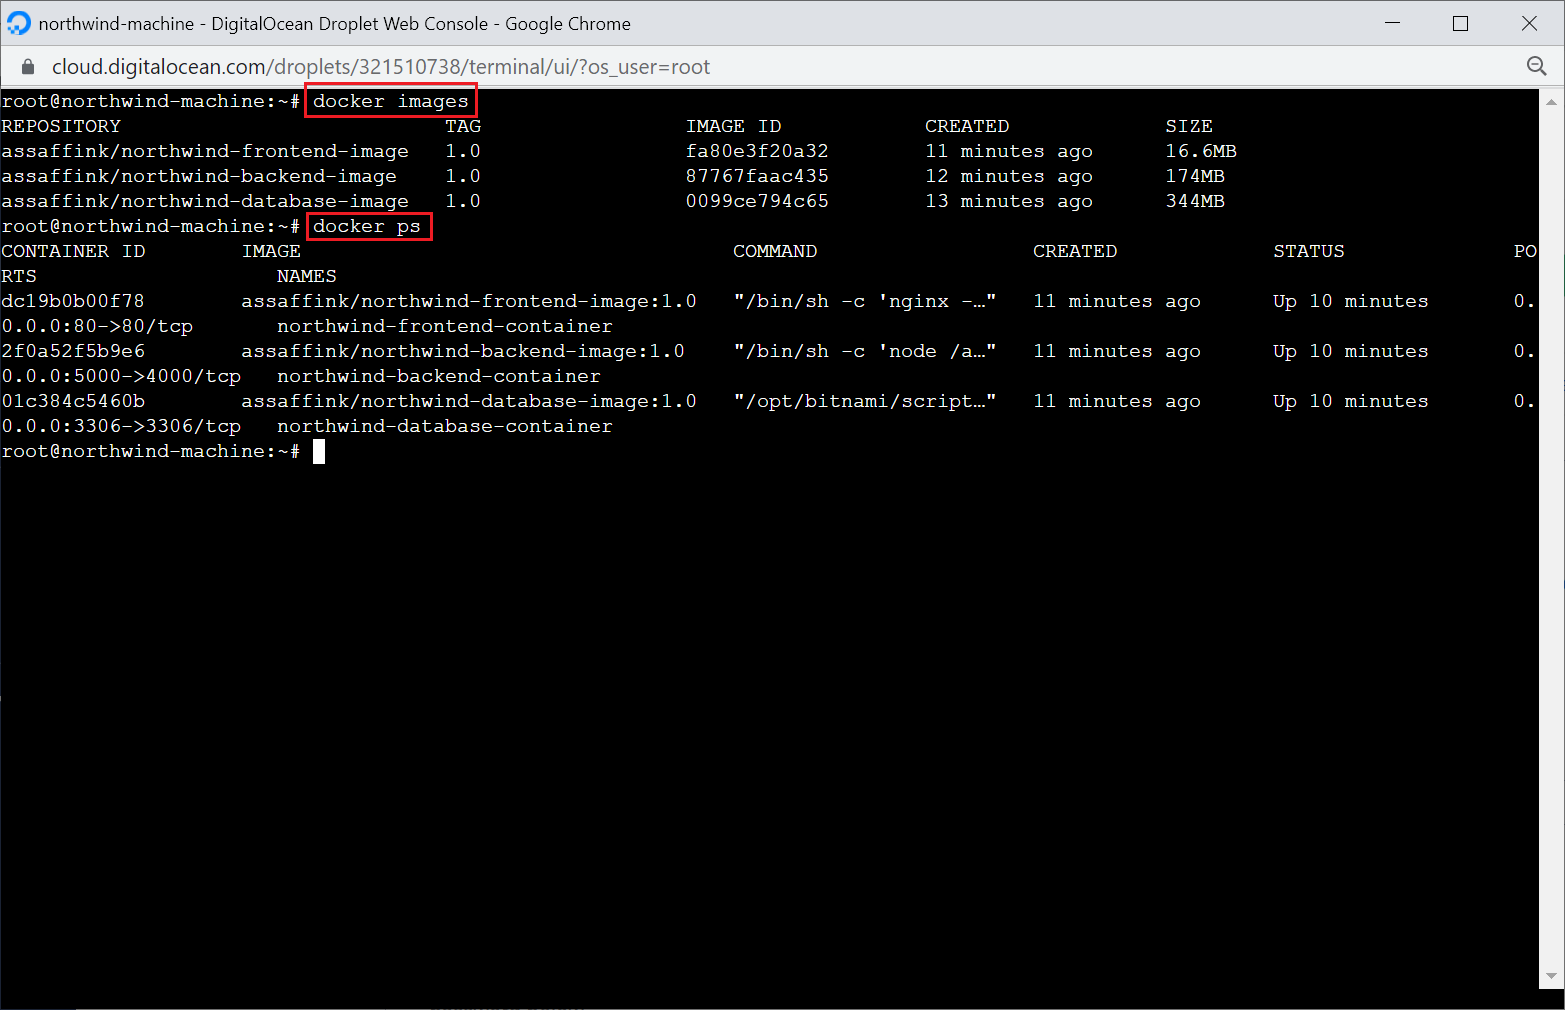 northwind-machine - DigitalOcean Droplet Web Console - Google Chrome
cloud.digitalocean.com/droplets/321510738/terminal/ui/?os_user=root
root@northwind-machine:~# docker images
REPOSITORY TAG IMAGE ID CREATED SIZE
assaffink/northwind-frontend-image 1.0 fa80e3f20a32 11 minutes ago 16.6MB
assaffink/northwind-backend-image 1.0 87767faac435 12 minutes ago 174MB
assaffink/northwind-database-image 1.0 0099ce794c65 13 minutes ago 344MB
root@northwind-machine:~# docker ps
CONTAINER ID IMAGE COMMAND CREATED STATUS PO
RTS NAMES
dc19b0b00f78 assaffink/northwind-frontend-image:1.0 "/bin/sh -c 'nginx -…" 11 minutes ago Up 10 minutes 0.
0.0.0:80->80/tcp northwind-frontend-container
2f0a52f5b9e6 assaffink/northwind-backend-image:1.0 "/bin/sh -c 'node /a…" 11 minutes ago Up 10 minutes 0.
0.0.0:5000->4000/tcp northwind-backend-container
01c384c5460b assaffink/northwind-database-image:1.0 "/opt/bitnami/script…" 11 minutes ago Up 10 minutes 0.
0.0.0:3306->3306/tcp northwind-database-container
root@northwind-machine:~#